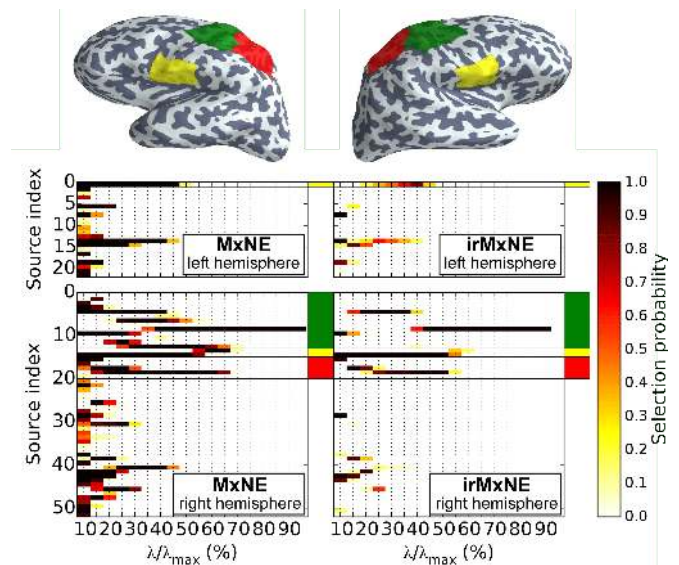 0
5
10
15
20
Source index
MxNE
left hemisphere
irMxNE
left hemisphere
0
10
20
30
40
50
Source index
MxNE
right hemisphere
irMxNE
right hemisphere
10 20 30 40 50 60 70 80 90
λ/λmax (%)
10 20 30 40 50 60 70 80 90
λ/λmax (%)
1.0
0.9
0.8
0.7
0.6
0.5
0.4
0.3
0.2
0.1
0.0
Selection probability